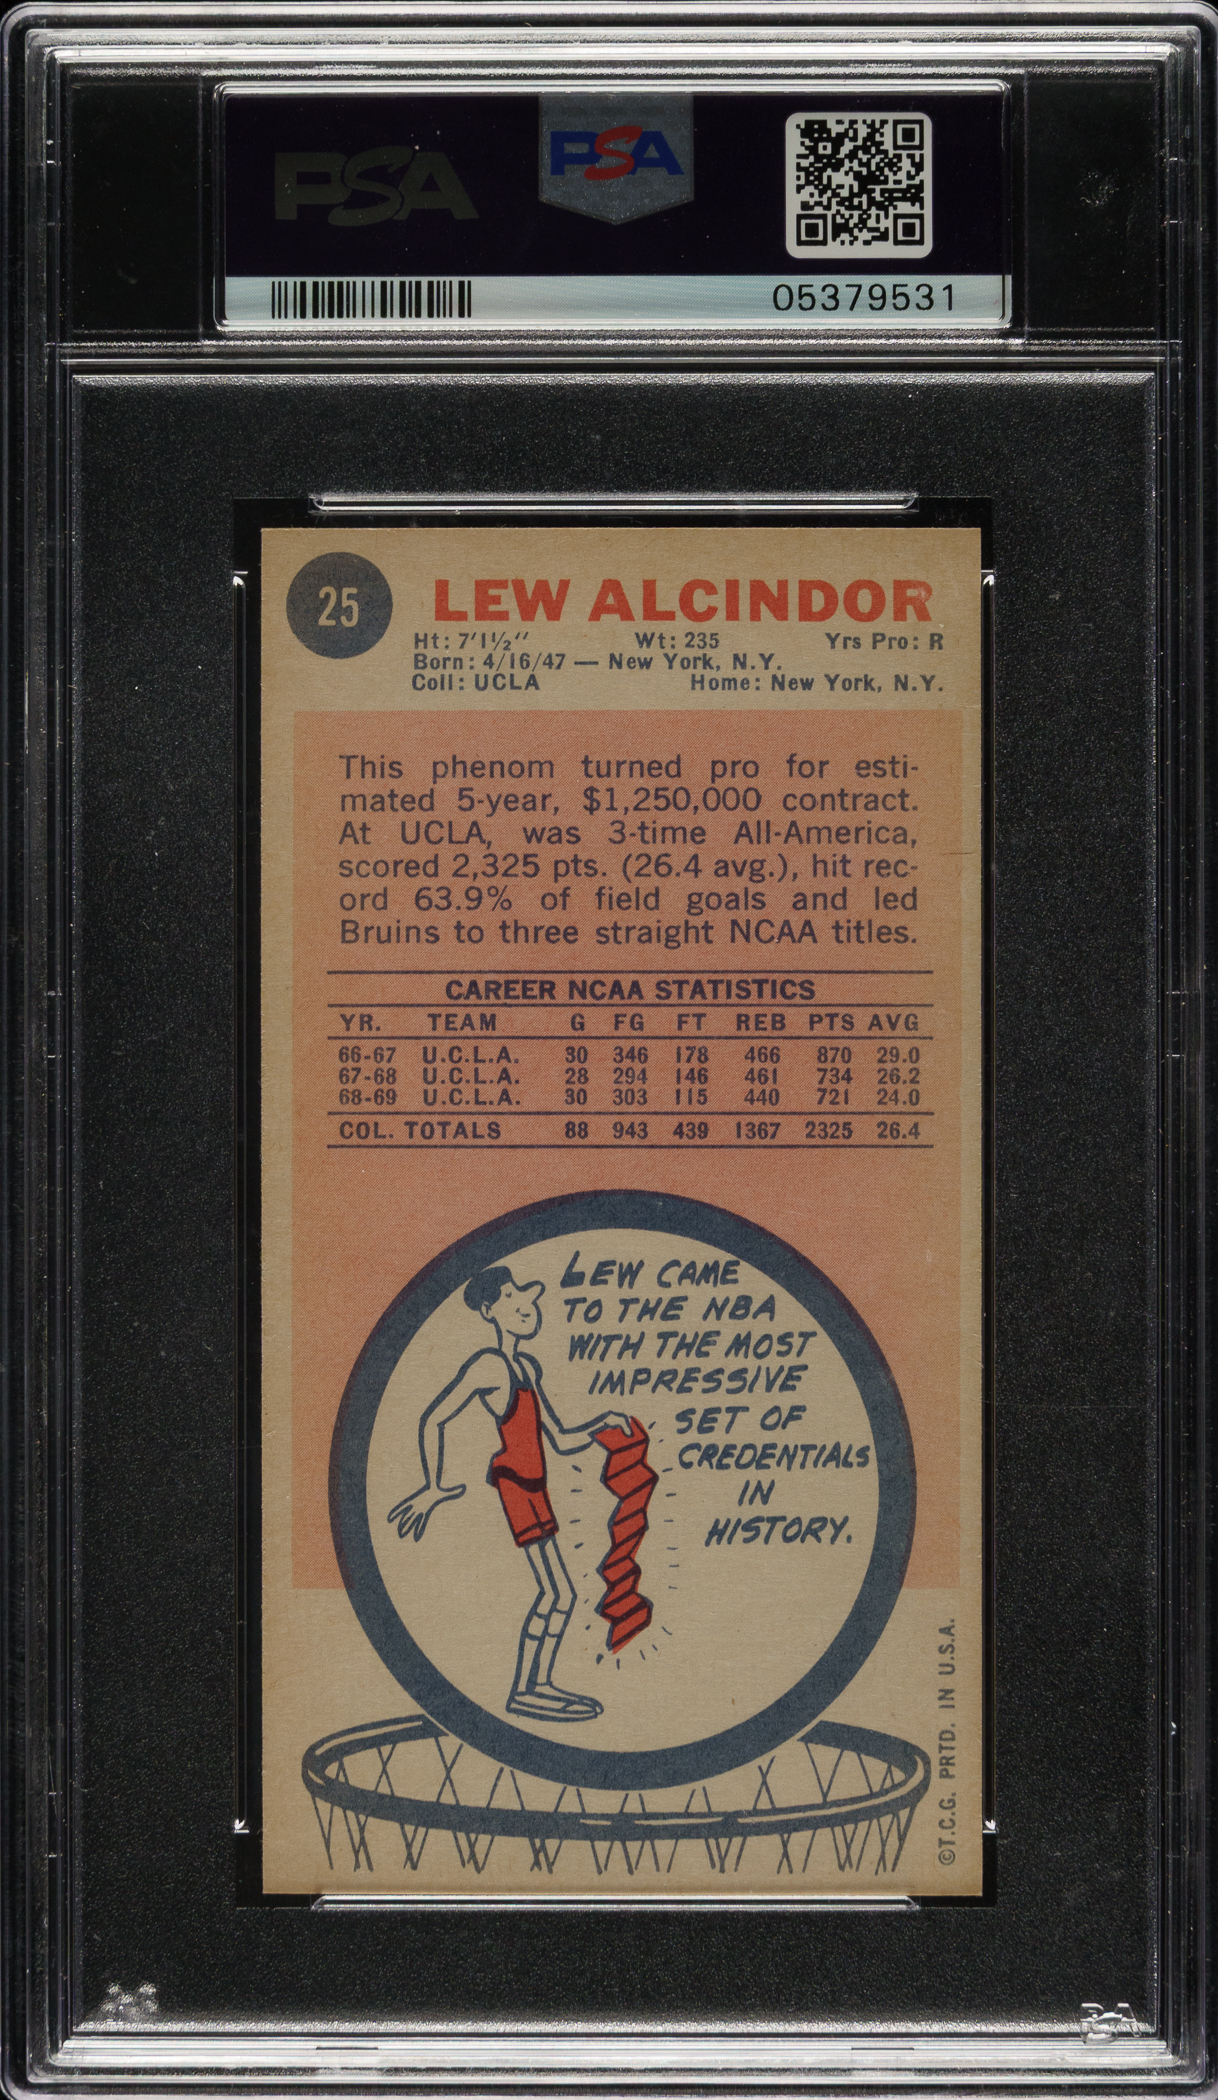 PSA
PSA
05379531
25
LEW ALCINDOR
Ht: 7'1½" Wt: 235 Yrs Pro: R
Born: 4/16/47 — New York, N.Y.
Coll: UCLA Home: New York, N.Y.
This phenom turned pro for esti-
mated 5-year, $1,250,000 contract.
At UCLA, was 3-time All-America,
scored 2,325 pts. (26.4 avg.), hit rec-
ord 63.9% of field goals and led
Bruins to three straight NCAA titles.
CAREER NCAA STATISTICS
YR. TEAM G FG FT REB PTS AVG
66-67 U.C.L.A. 30 346 178 466 870 29.0
67-68 U.C.L.A. 28 294 146 461 734 26.2
68-69 U.C.L.A. 30 303 115 440 721 24.0
COL. TOTALS 88 943 439 1367 2325 26.4
LEW CAME
TO THE NBA
WITH THE MOST
IMPRESSIVE
SET OF
CREDENTIALS
IN
HISTORY.
©T.C.G. PRTD. IN U.S.A.
PSA